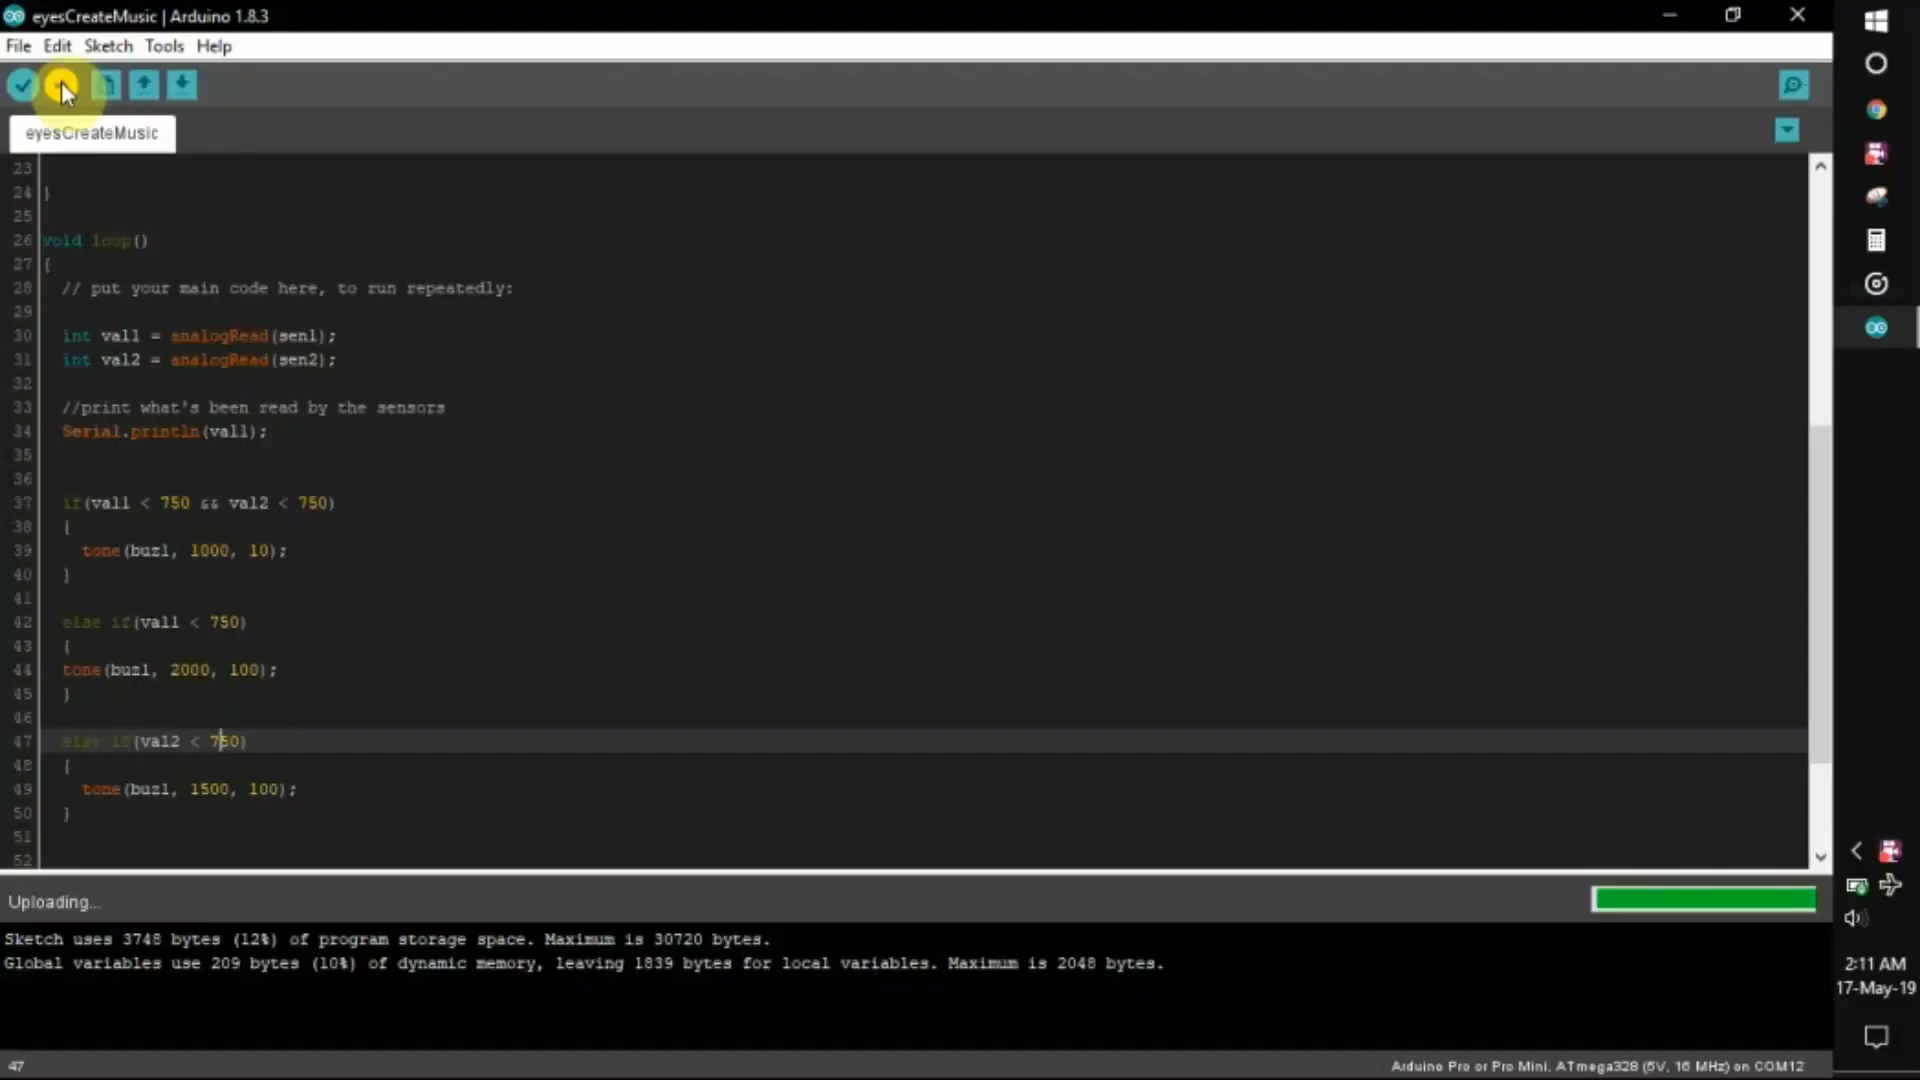 eyesCreateMusic | Arduino 1.8.3
File Edit Sketch Tools Help
eyesCreateMusic
23
24 }
25
26 void loop()
27 {
28 // put your main code here, to run repeatedly:
29
30 int val1 = analogRead(sen1);
31 int val2 = analogRead(sen2);
32
33 //print what's been read by the sensors
34 Serial.println(val1);
35
36
37 if(val1 < 750 && val2 < 750)
38 {
39 tone(buz1, 1000, 10);
40 }
41
42 else if(val1 < 750)
43 {
44 tone(buz1, 2000, 100);
45 }
46
47 else if(val2 < 750)
48 {
49 tone(buz1, 1500, 100);
50 }
51
52
Uploading...
Sketch uses 3748 bytes (12%) of program storage space. Maximum is 30720 bytes.
Global variables use 209 bytes (10%) of dynamic memory, leaving 1839 bytes for local variables. Maximum is 2048 bytes.
47
Arduino Pro or Pro Mini, ATmega328 (5V, 16 MHz) on COM12
2:11 AM
17-May-19